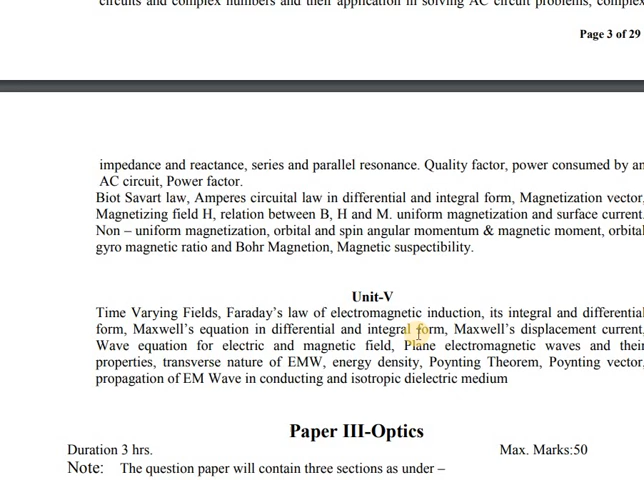 circuits and complex numbers and their application in solving AC circuit problems, complex
Page 3 of 29
impedance and reactance, series and parallel resonance. Quality factor, power consumed by an
AC circuit, Power factor.
Biot Savart law, Amperes circuital law in differential and integral form, Magnetization vector,
Magnetizing field H, relation between B, H and M. uniform magnetization and surface current.
Non – uniform magnetization, orbital and spin angular momentum & magnetic moment, orbital
gyro magnetic ratio and Bohr Magnetion, Magnetic suspectibility.
Unit-V
Time Varying Fields, Faraday's law of electromagnetic induction, its integral and differential
form, Maxwell's equation in differential and integral form, Maxwell's displacement current,
Wave equation for electric and magnetic field, Plane electromagnetic waves and their
properties, transverse nature of EMW, energy density, Poynting Theorem, Poynting vector,
propagation of EM Wave in conducting and isotropic dielectric medium
Paper III-Optics
Duration 3 hrs. Max. Marks:50
Note: The question paper will contain three sections as under –